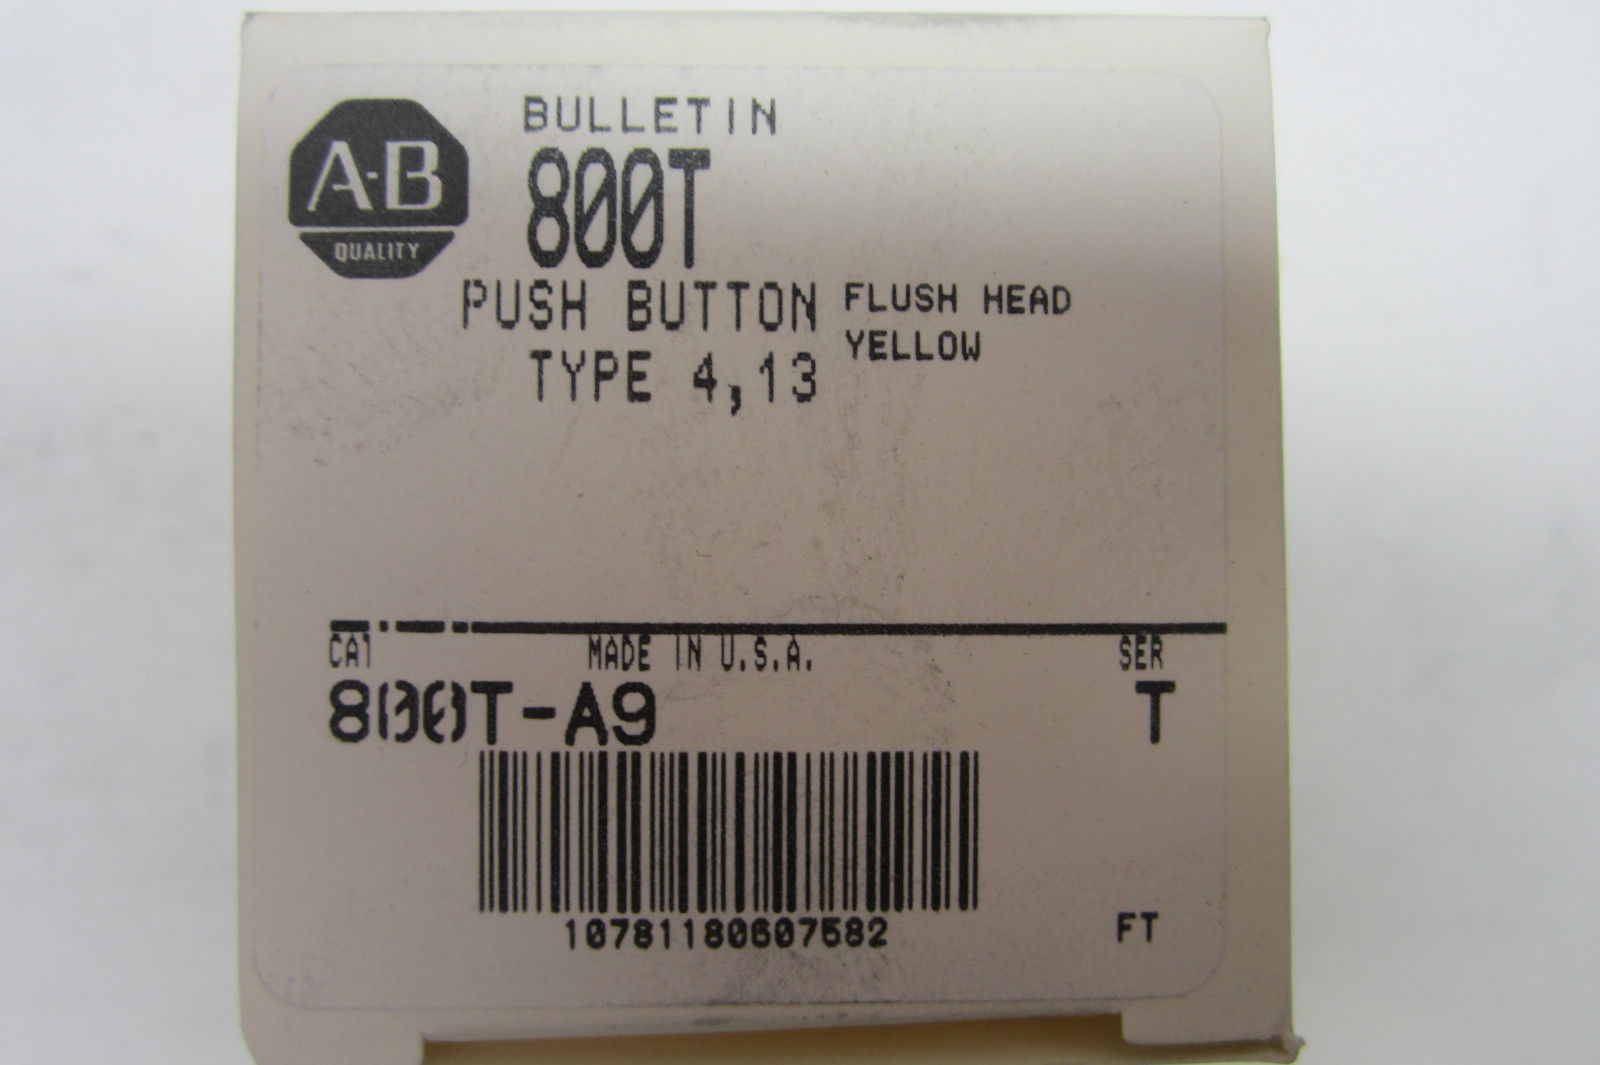 A-B
QUALITY
BULLETIN
800T
PUSH BUTTON FLUSH HEAD
YELLOW
TYPE 4,13
CAT MADE IN U.S.A. SER
800T-A9 T
10781180607582
FT